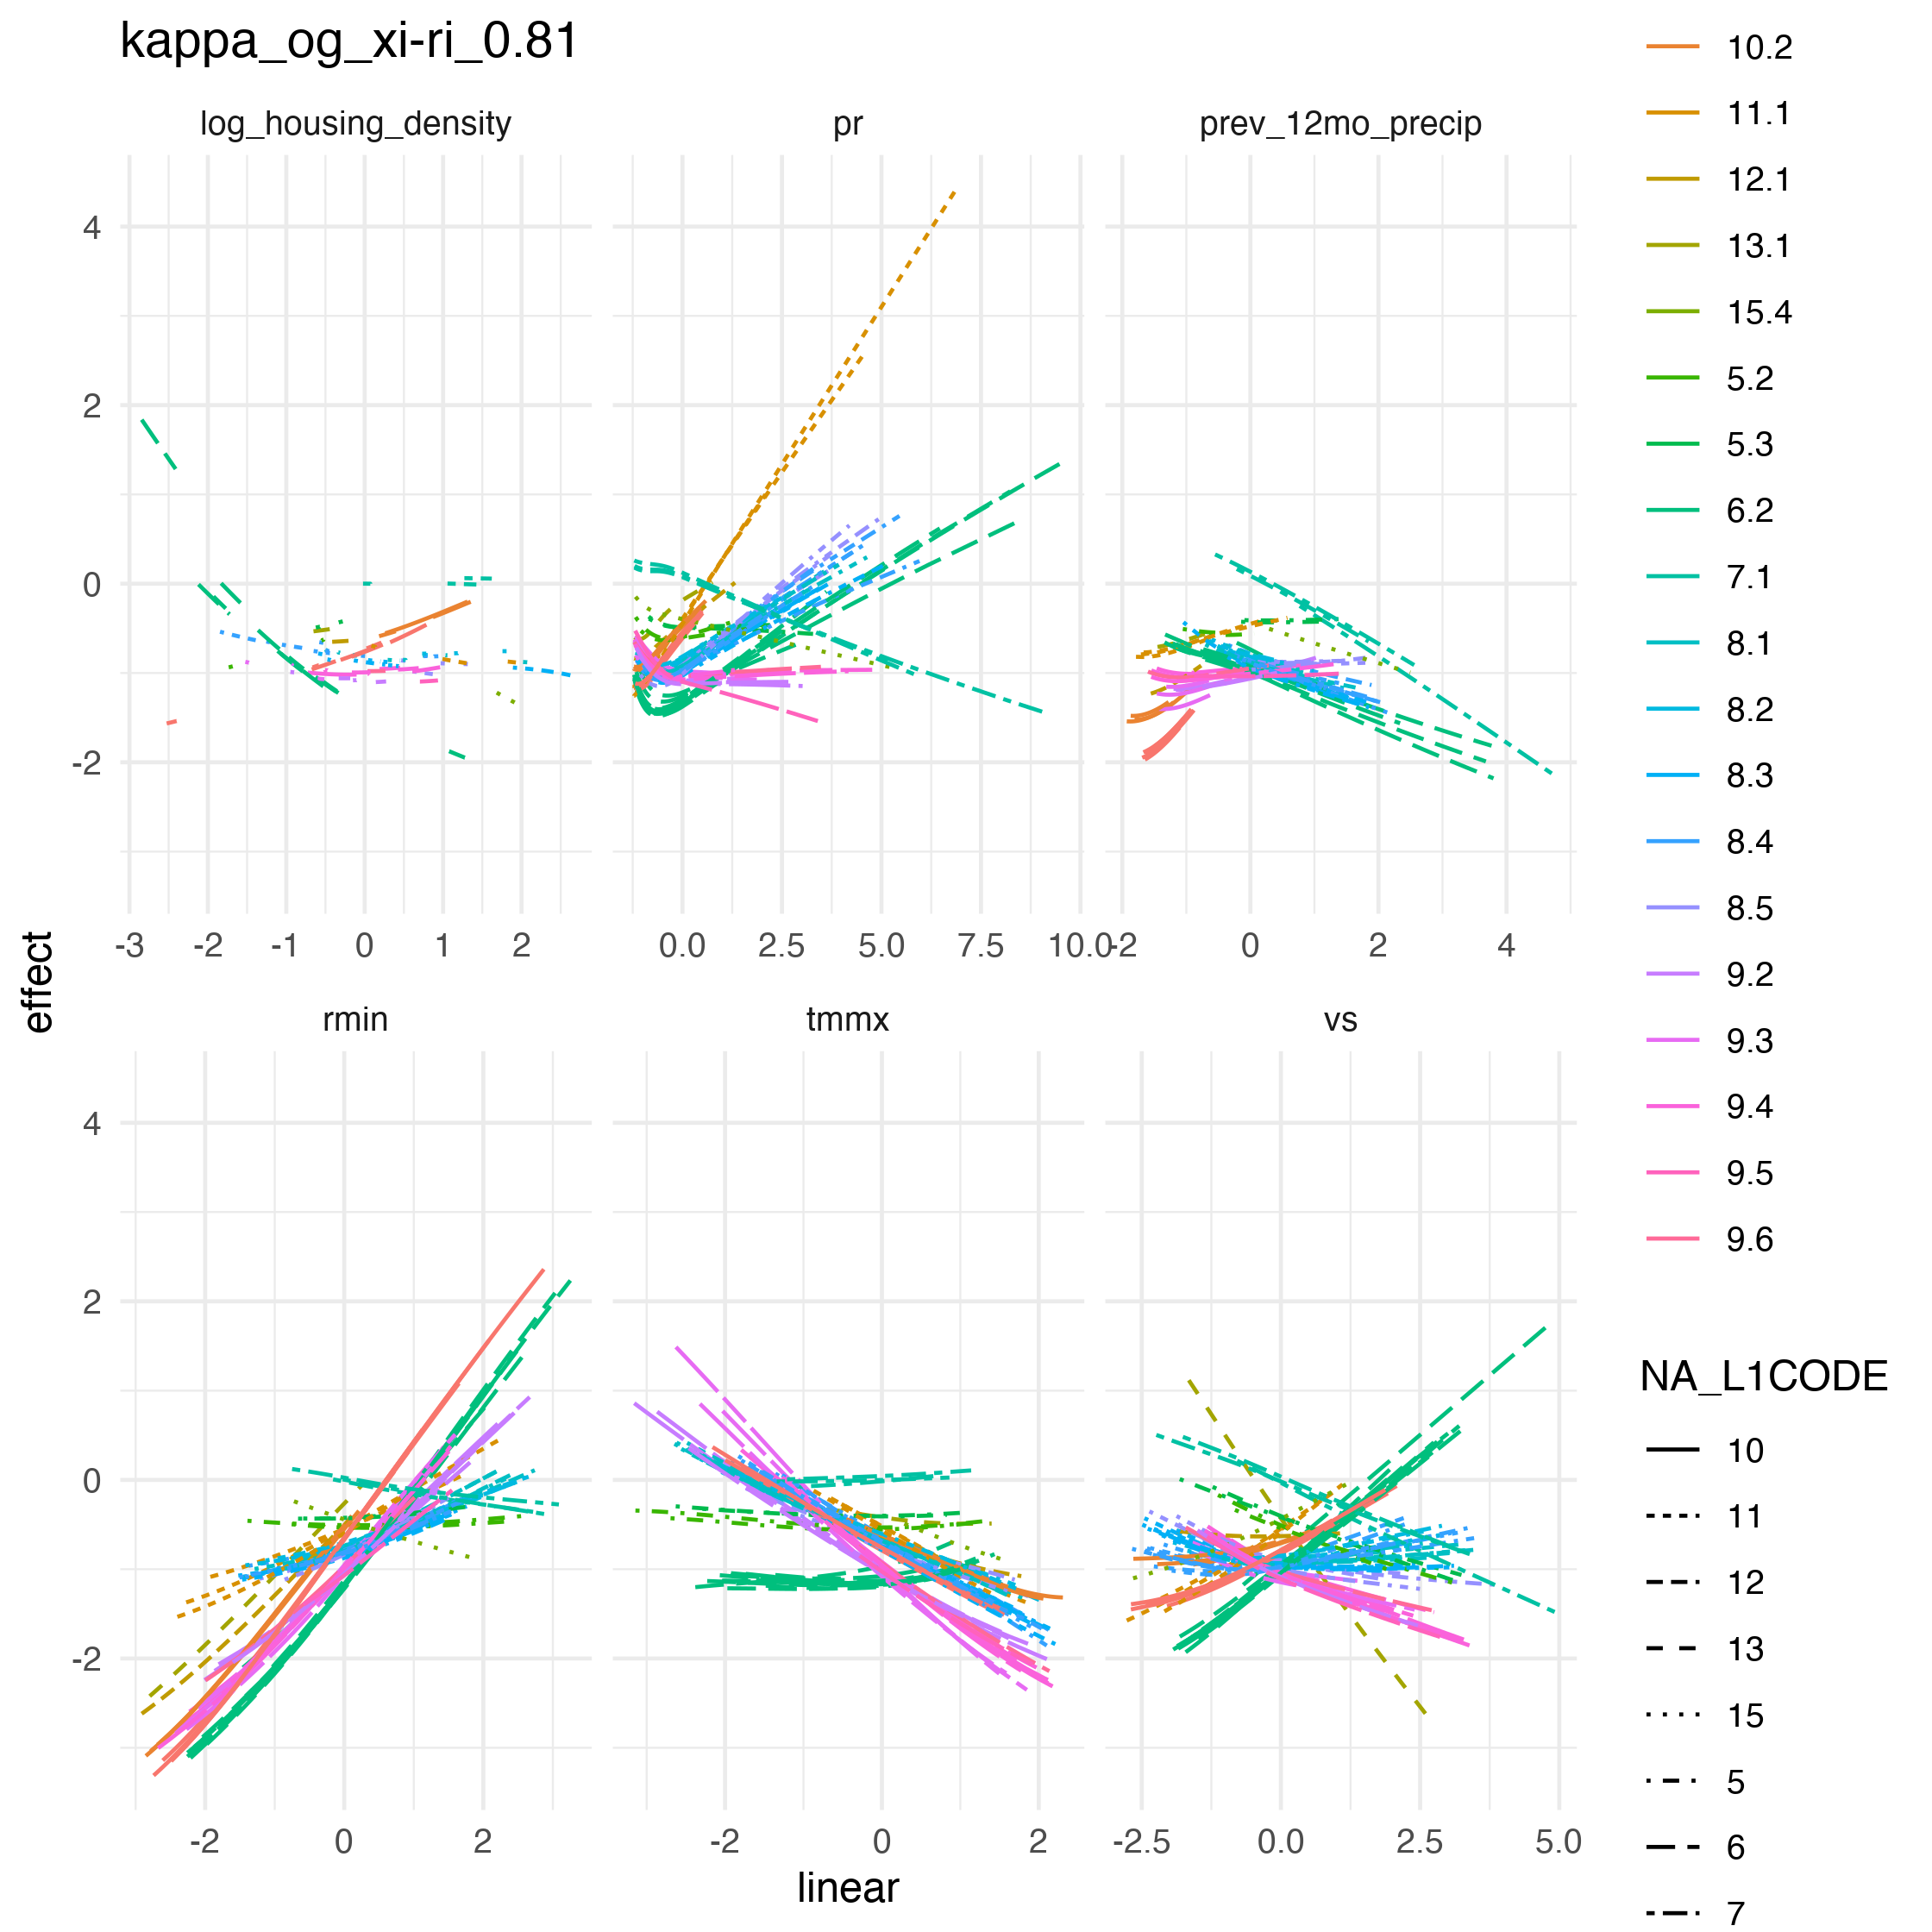 kappa_og_xi-ri_0.81
log_housing_density
pr
prev_12mo_precip
4
2
0
-2
-3 -2 -1 0 1 2
0.0 2.5 5.0 7.5 10.0
-2 0 2 4
effect
rmin
tmmx
vs
4
2
0
-2
-2 0 2
-2 0 2
-2.5 0.0 2.5 5.0
linear
10.2
11.1
12.1
13.1
15.4
5.2
5.3
6.2
7.1
8.1
8.2
8.3
8.4
8.5
9.2
9.3
9.4
9.5
9.6
NA_L1CODE
10
11
12
13
15
5
6
7